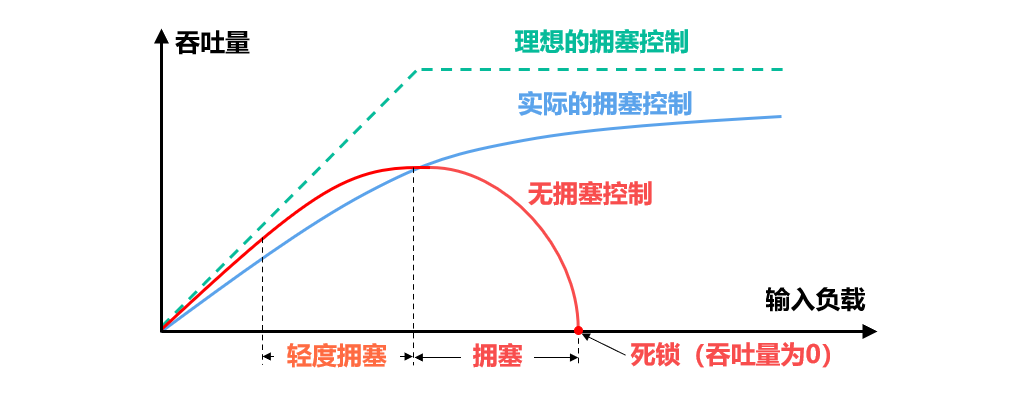 吞吐量
理想的拥塞控制
实际的拥塞控制
无拥塞控制
输入负载
轻度拥塞
拥塞
死锁（吞吐量为0）